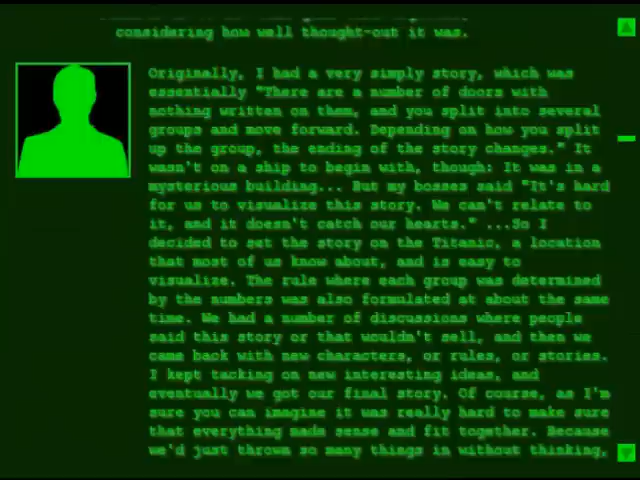 considering how well thought-out it was.
Originally, I had a very simply story, which was
essentially "There are a number of doors with
nothing written on them, and you split into several
groups and move forward. Depending on how you split
up the group, the ending of the story changes." It
wasn't on a ship to begin with, though: It was in a
mysterious building... But my bosses said "It's hard
for us to visualize this story. We can't relate to
it, and it doesn't catch our hearts." ...So I
decided to set the story on the Titanic, a location
that most of us know about, and is easy to
visualize. The rule where each group was determined
by the numbers was also formulated at about the same
time. We had a number of discussions where people
said this story or that wouldn't sell, and then we
came back with new characters, or rules, or stories.
I kept tacking on new interesting ideas, and
eventually we got our final story. Of course, as I'm
sure you can imagine it was really hard to make sure
that everything made sense and fit together. Because
we'd just thrown so many things in without thinking,